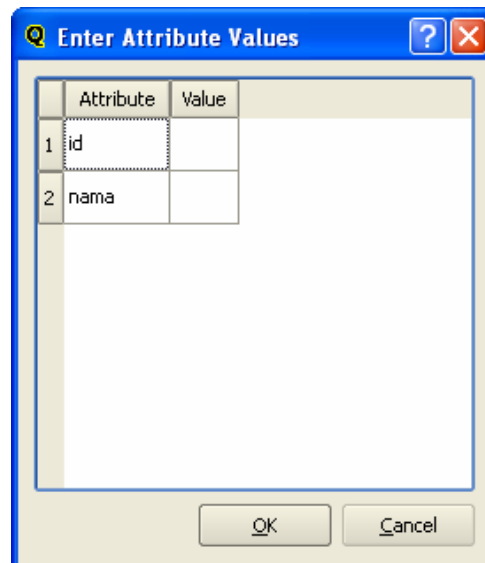 Enter Attribute Values
Attribute Value
1 id
2 nama
OK Cancel